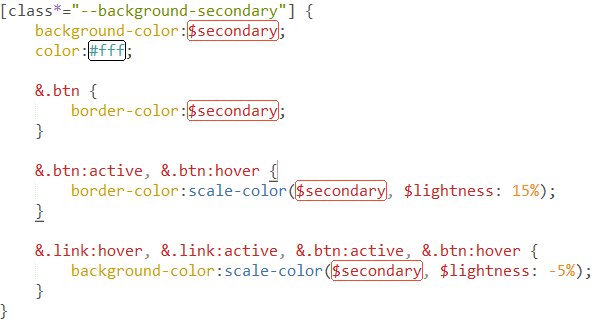 [class*="--background-secondary"] {
background-color:$secondary;
color:#fff;
&.btn {
border-color:$secondary;
}
&.btn:active, &.btn:hover {
border-color:scale-color($secondary, $lightness: 15%);
}
&.link:hover, &.link:active, &.btn:active, &.btn:hover {
background-color:scale-color($secondary, $lightness: -5%);
}
}